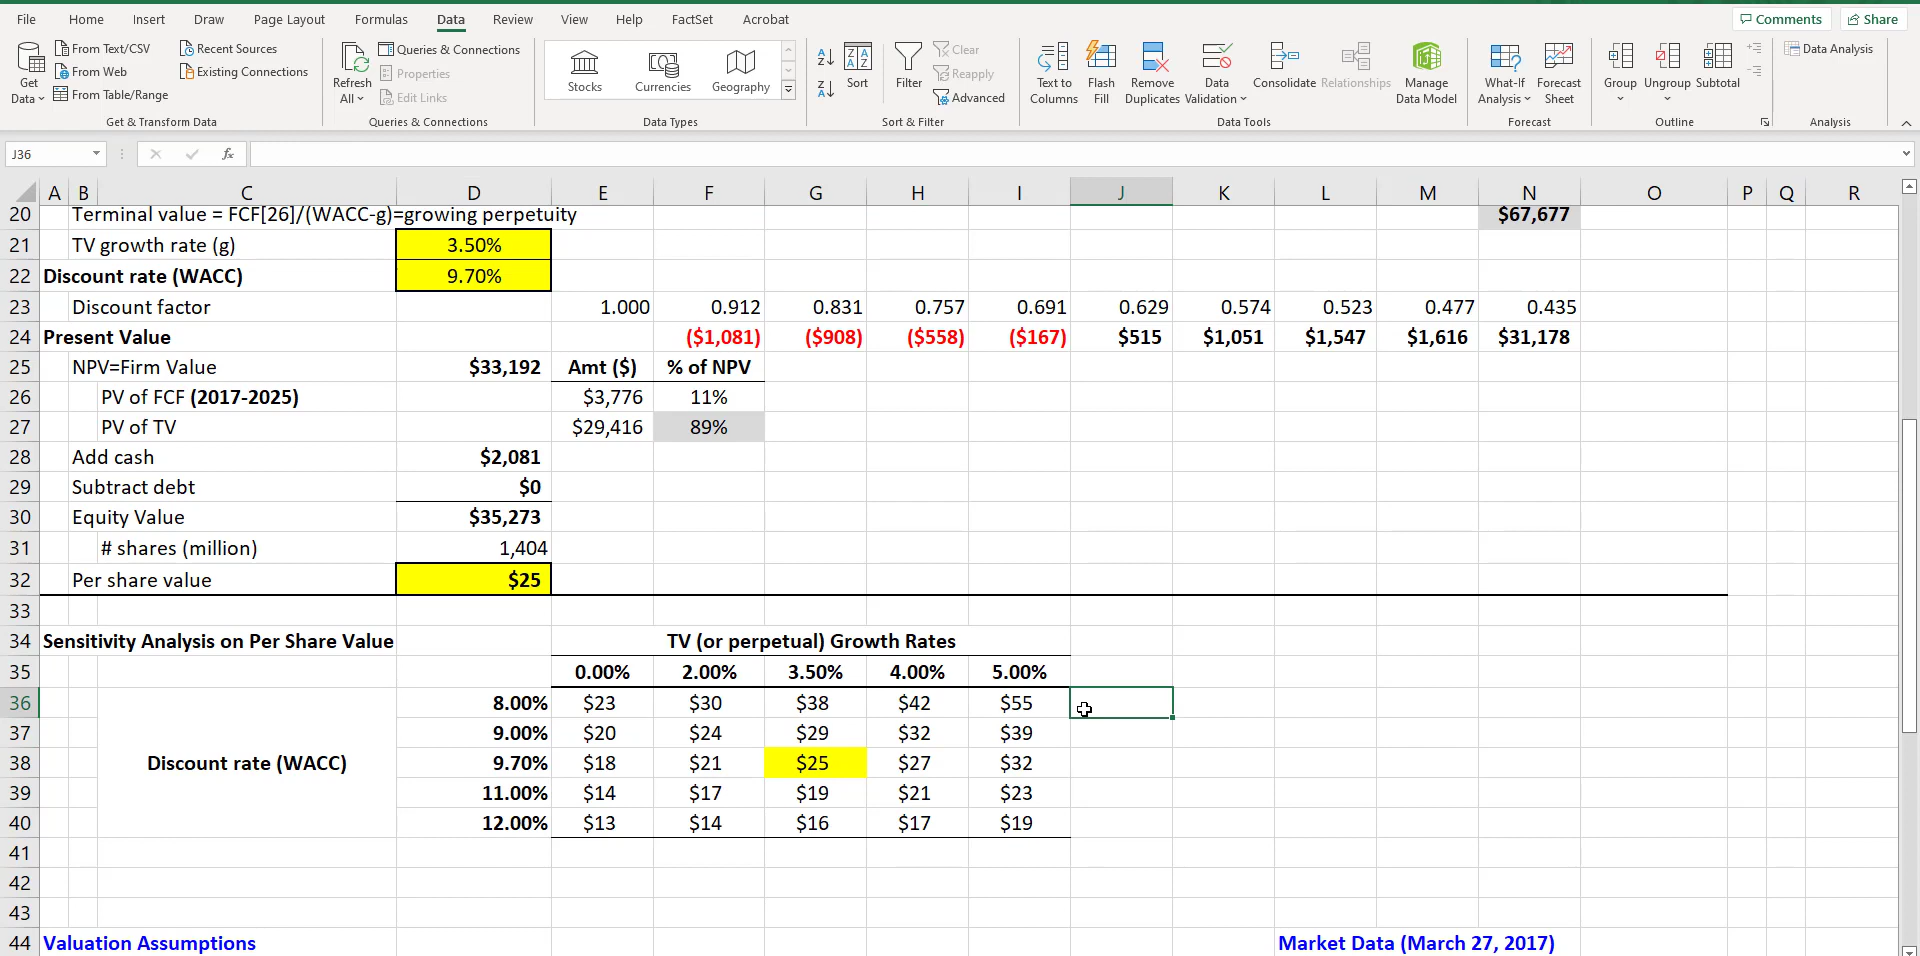 File Home Insert Draw Page Layout Formulas Data Review View Help FactSet Acrobat Comments Share
From Text/CSV Recent Sources Queries & Connections Clear
From Web Existing Connections Properties Reapply
From Table/Range Edit Links Advanced
Get Data Refresh All Stocks Currencies Geography Sort Filter Text to Columns Flash Fill Remove Duplicates Data Validation Consolidate Relationships Manage Data Model What-If Analysis Forecast Sheet Group Ungroup Subtotal Data Analysis
Get & Transform Data Queries & Connections Data Types Sort & Filter Data Tools Forecast Outline Analysis
J36 fx
A B C D E F G H I J K L M N O P Q R
20 Terminal value = FCF[26]/(WACC-g)=growing perpetuity $67,677
21 TV growth rate (g) 3.50%
22 Discount rate (WACC) 9.70%
23 Discount factor 1.000 0.912 0.831 0.757 0.691 0.629 0.574 0.523 0.477 0.435
24 Present Value ($1,081) ($908) ($558) ($167) $515 $1,051 $1,547 $1,616 $31,178
25 NPV=Firm Value $33,192 Amt ($) % of NPV
26 PV of FCF (2017-2025) $3,776 11%
27 PV of TV $29,416 89%
28 Add cash $2,081
29 Subtract debt $0
30 Equity Value $35,273
31 # shares (million) 1,404
32 Per share value $25
33
34 Sensitivity Analysis on Per Share Value TV (or perpetual) Growth Rates
35 0.00% 2.00% 3.50% 4.00% 5.00%
36 8.00% $23 $30 $38 $42 $55
37 9.00% $20 $24 $29 $32 $39
38 Discount rate (WACC) 9.70% $18 $21 $25 $27 $32
39 11.00% $14 $17 $19 $21 $23
40 12.00% $13 $14 $16 $17 $19
41
42
43
44 Valuation Assumptions Market Data (March 27, 2017)